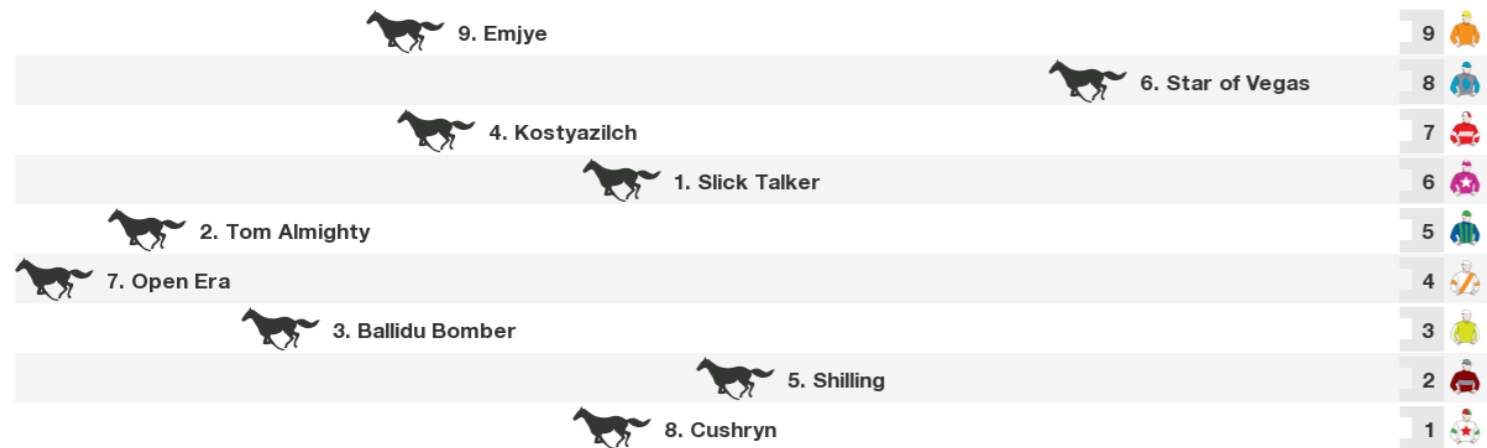 9. Emjye 9
6. Star of Vegas 8
4. Kostyazilch 7
1. Slick Talker 6
2. Tom Almighty 5
7. Open Era 4
3. Ballidu Bomber 3
5. Shilling 2
8. Cushryn 1